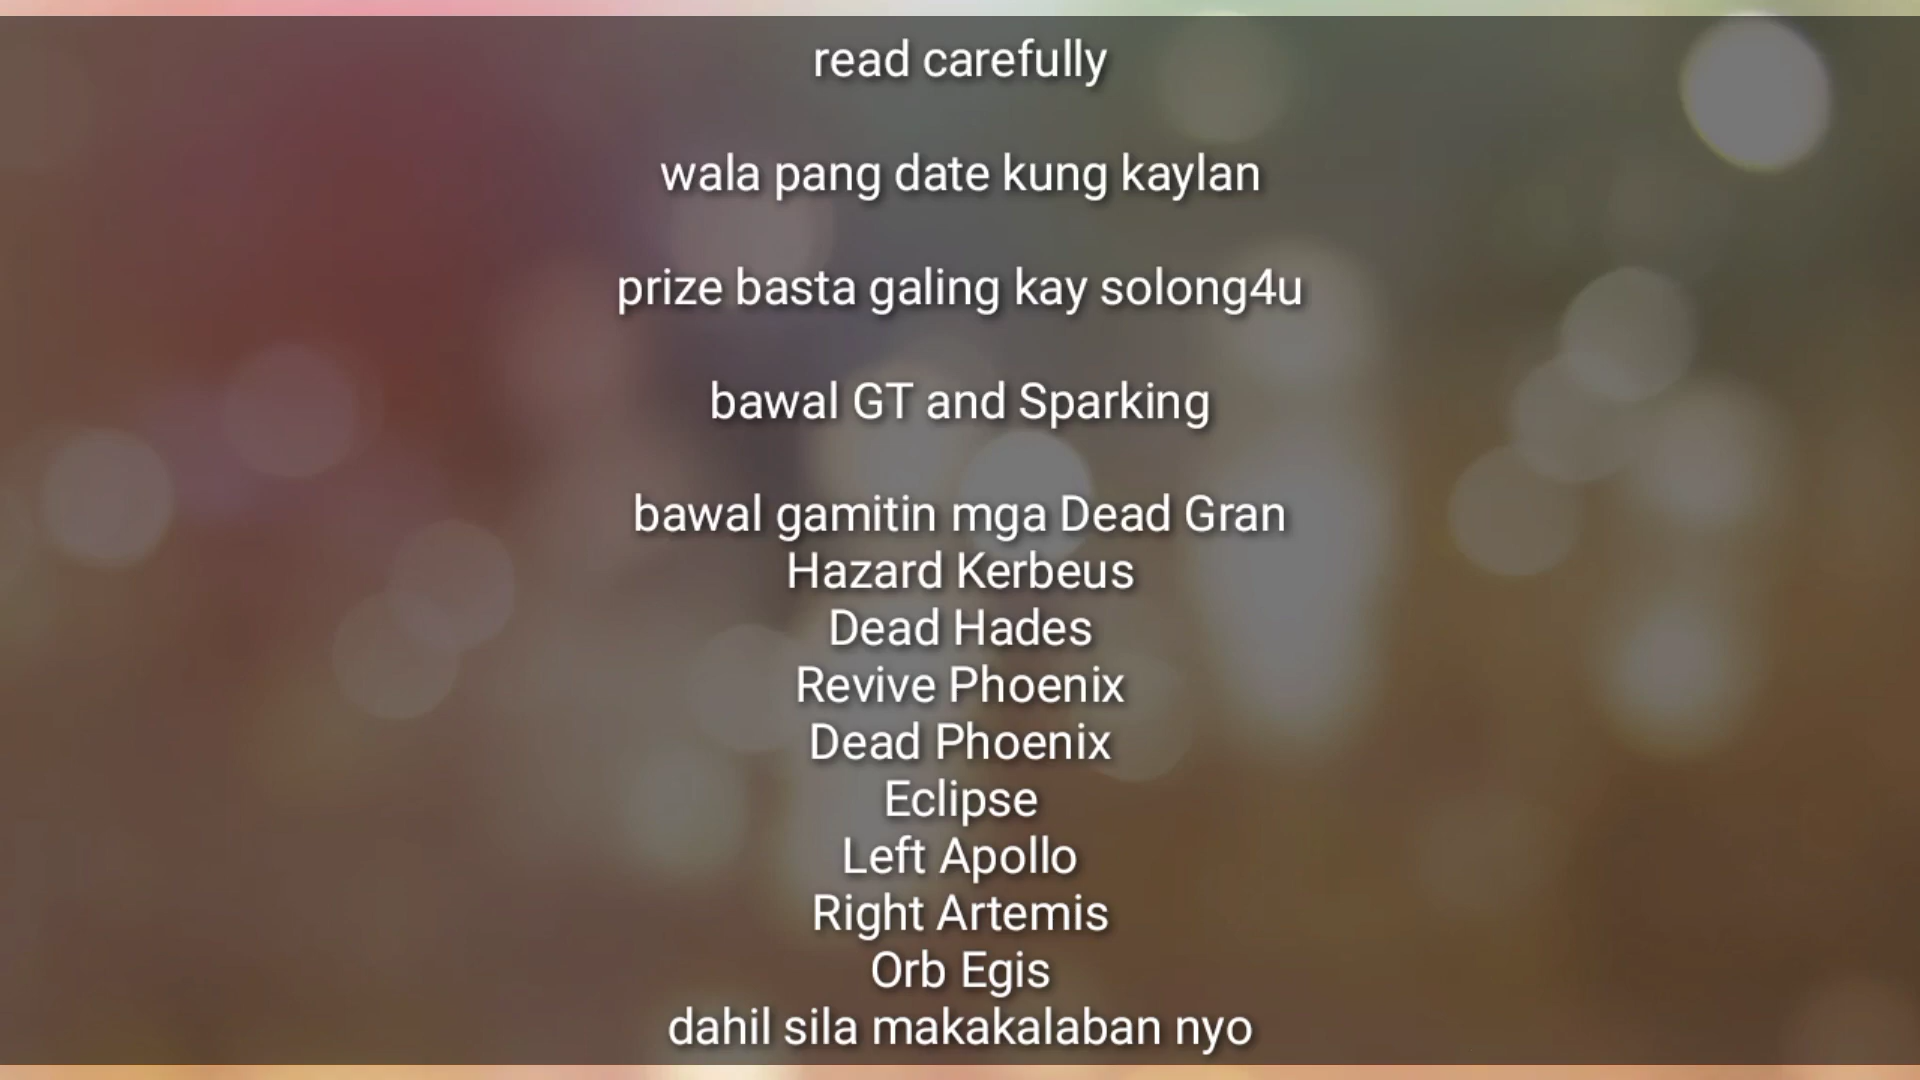 read carefully
wala pang date kung kaylan
prize basta galing kay solong4u
bawal GT and Sparking
bawal gamitin mga Dead Gran
Hazard Kerbeus
Dead Hades
Revive Phoenix
Dead Phoenix
Eclipse
Left Apollo
Right Artemis
Orb Egis
dahil sila makakalaban nyo